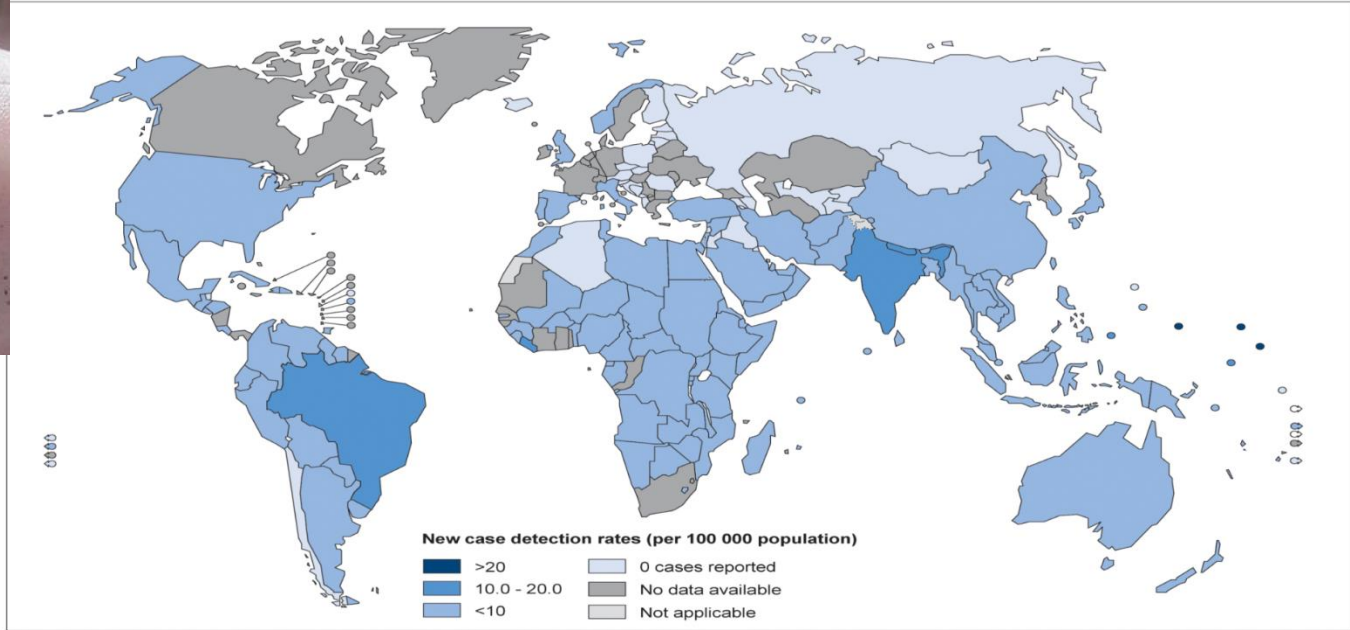 New case detection rates (per 100 000 population)
>20
10.0 - 20.0
<10
0 cases reported
No data available
Not applicable